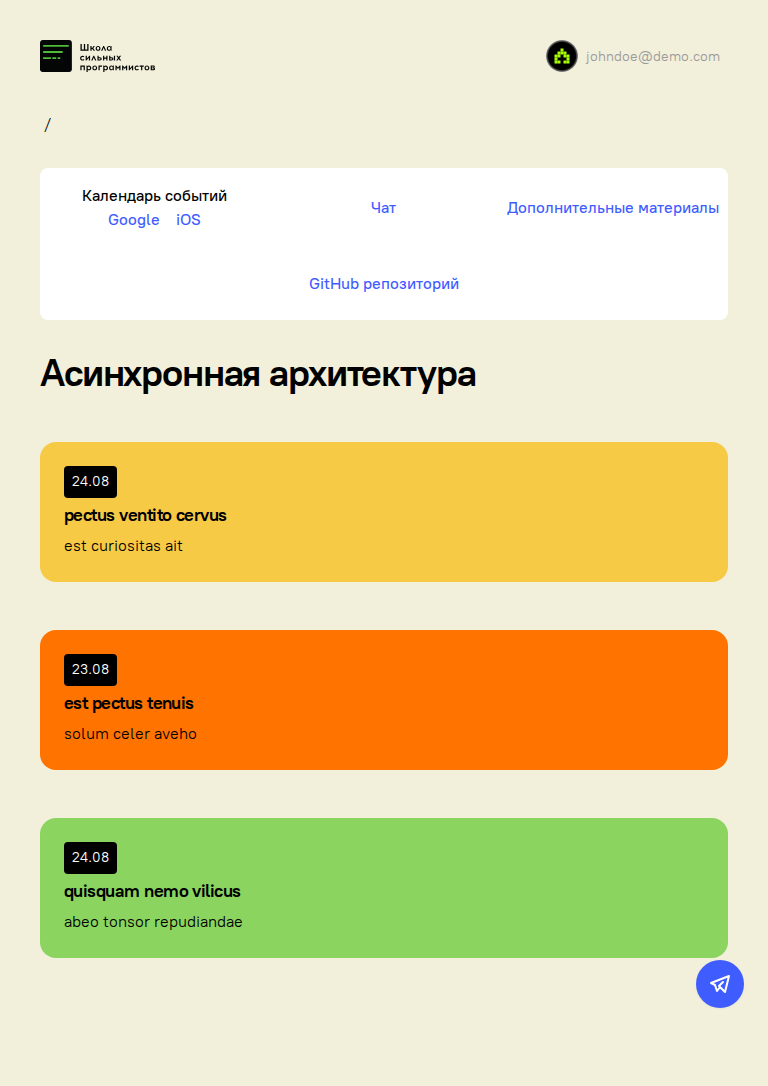 Школа
сильных
программистов
johndoe@demo.com
/
Календарь событий
Google iOS
Чат
Дополнительные материалы
GitHub репозиторий
Асинхронная архитектура
24.08
pectus ventito cervus
est curiositas ait
23.08
est pectus tenuis
solum celer aveho
24.08
quisquam nemo vilicus
abeo tonsor repudiandae